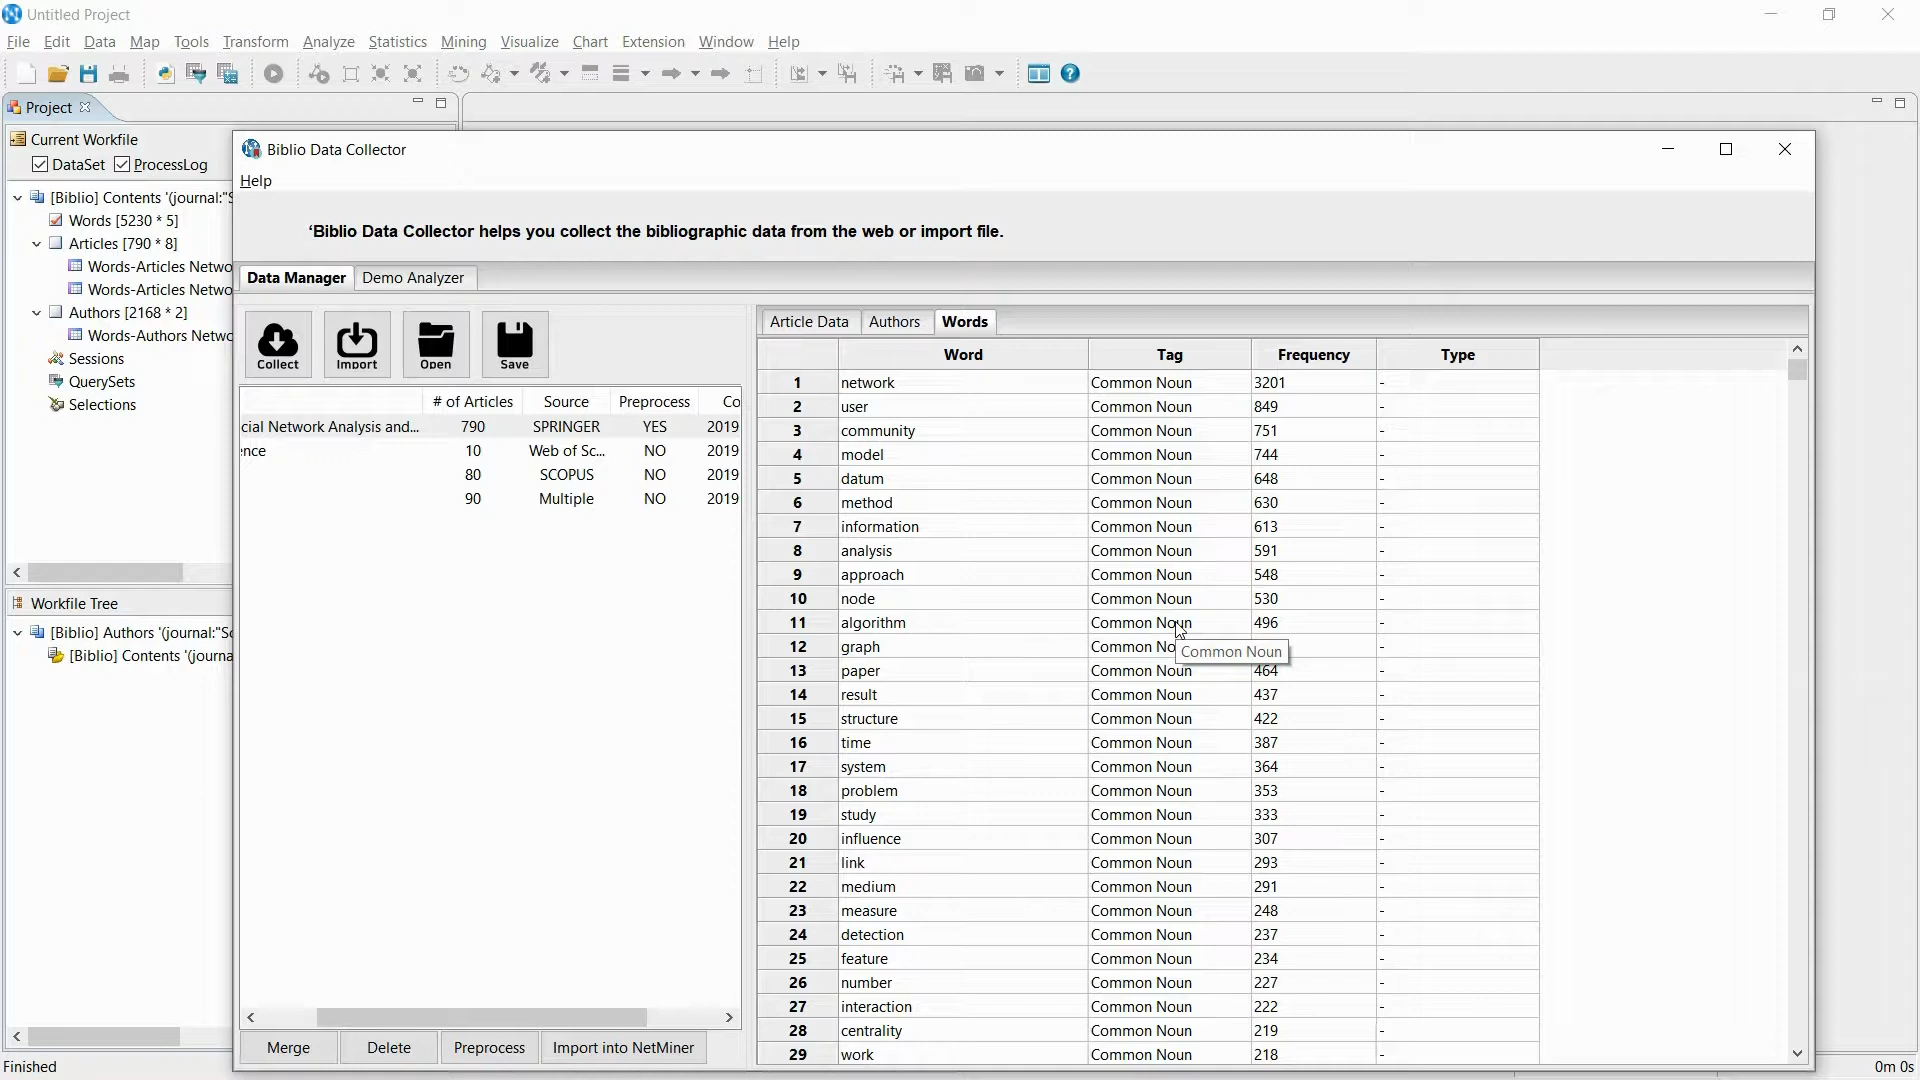 Untitled Project
File Edit Data Map Tools Transform Analyze Statistics Mining Visualize Chart Extension Window Help
Project
Current Workfile
DataSet ProcessLog
[Biblio] Contents '(journal:"S
Words [5230 * 5]
Articles [790 * 8]
Words-Articles Netwo
Words-Articles Netwo
Authors [2168 * 2]
Words-Authors Netwo
Sessions
QuerySets
Selections
Workfile Tree
[Biblio] Authors '(journal:"So
[Biblio] Contents '(journa
Finished
Biblio Data Collector
Help
'Biblio Data Collector helps you collect the bibliographic data from the web or import file.
Data Manager Demo Analyzer
Collect Import Open Save
# of Articles Source Preprocess Co
cial Network Analysis and... 790 SPRINGER YES 2019
nce 10 Web of Sc... NO 2019
80 SCOPUS NO 2019
90 Multiple NO 2019
Merge Delete Preprocess Import into NetMiner
Article Data Authors Words
Word Tag Frequency Type
1 network Common Noun 3201 -
2 user Common Noun 849 -
3 community Common Noun 751 -
4 model Common Noun 744 -
5 datum Common Noun 648 -
6 method Common Noun 630 -
7 information Common Noun 613 -
8 analysis Common Noun 591 -
9 approach Common Noun 548 -
10 node Common Noun 530 -
11 algorithm Common Noun 496 -
12 graph Common No -
Common Noun
13 paper Common Noun 464 -
14 result Common Noun 437 -
15 structure Common Noun 422 -
16 time Common Noun 387 -
17 system Common Noun 364 -
18 problem Common Noun 353 -
19 study Common Noun 333 -
20 influence Common Noun 307 -
21 link Common Noun 293 -
22 medium Common Noun 291 -
23 measure Common Noun 248 -
24 detection Common Noun 237 -
25 feature Common Noun 234 -
26 number Common Noun 227 -
27 interaction Common Noun 222 -
28 centrality Common Noun 219 -
29 work Common Noun 218 -
0m 0s